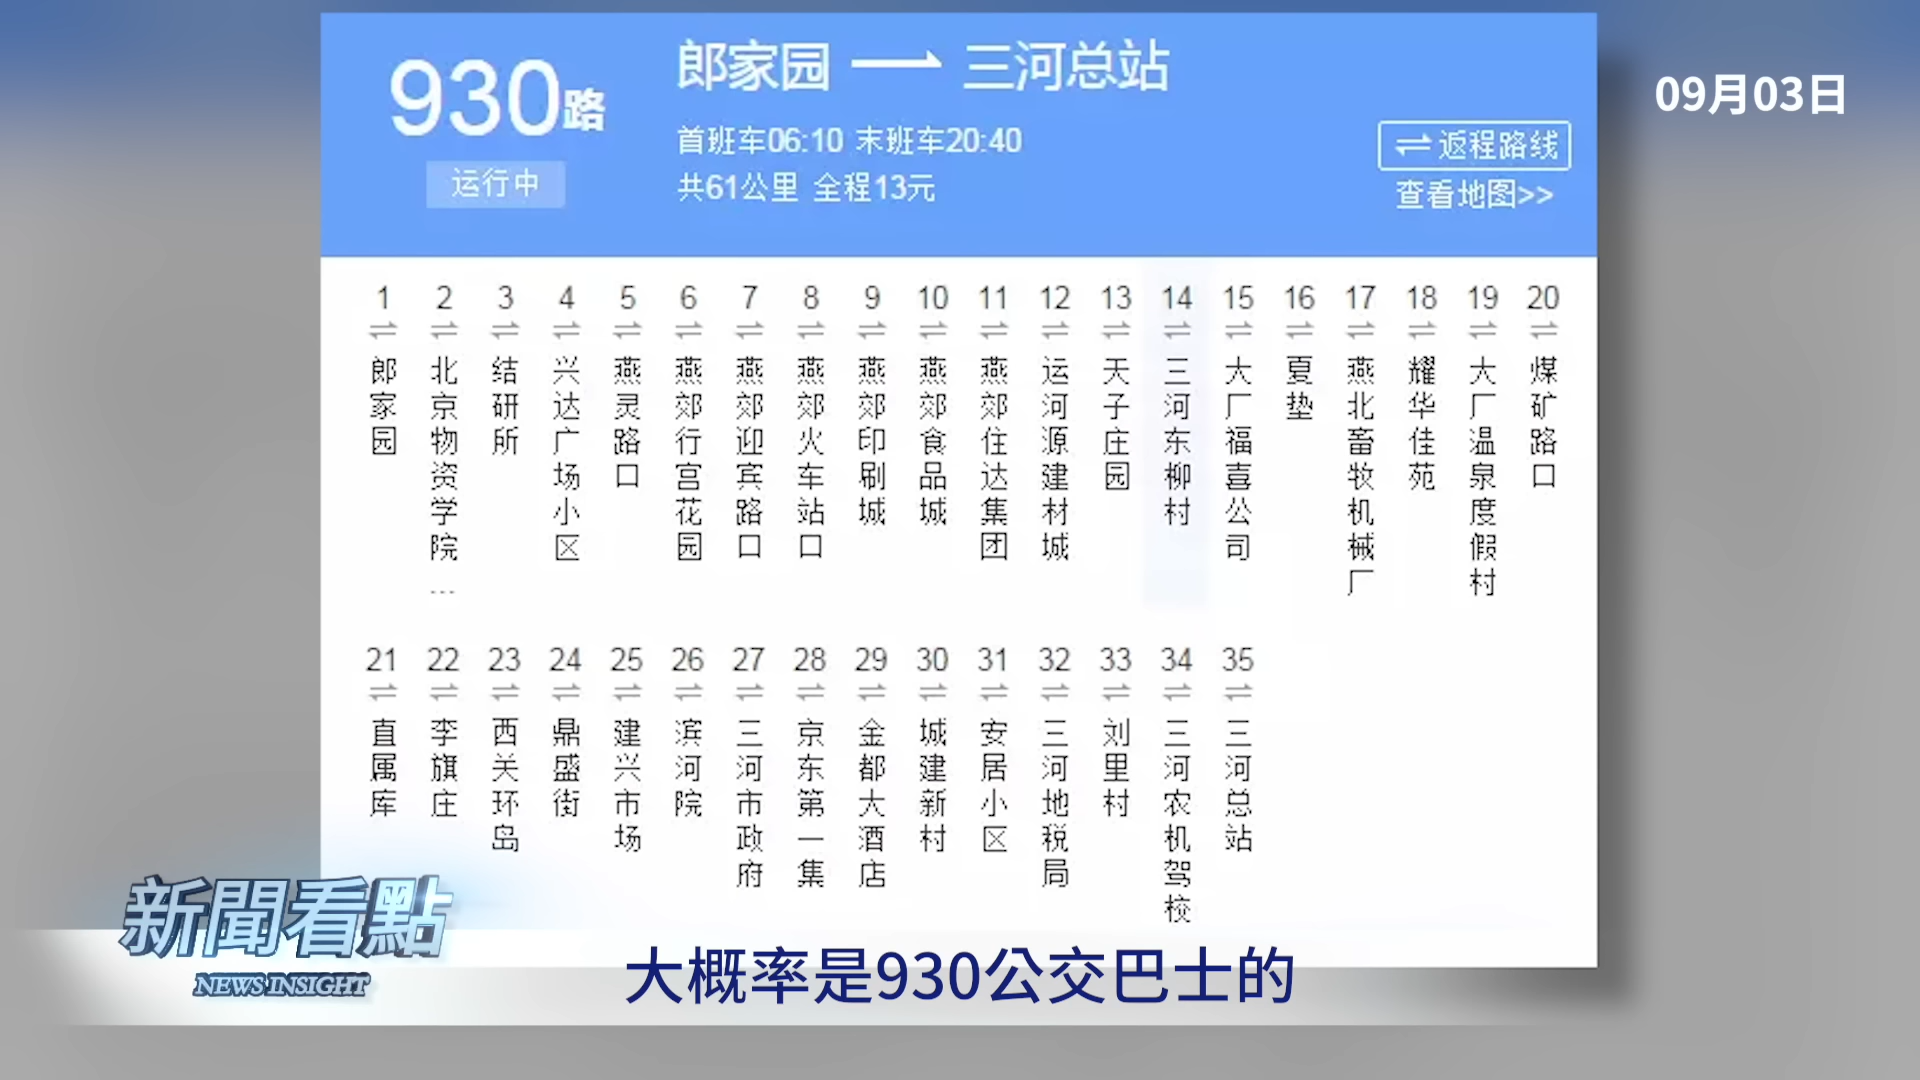 930路
运行中
郎家园 → 三河总站
首班车06:10 末班车20:40
共61公里 全程13元
⇌返程路线
查看地图>>
09月03日
1 郎家园
2 北京物资学院...
3 结研所
4 兴达广场小区
5 燕灵路口
6 燕郊行宫花园
7 燕郊迎宾路口
8 燕郊火车站口
9 燕郊印刷城
10 燕郊食品城
11 燕郊住达集团
12 运河源建材城
13 天子庄园
14 三河东柳村
15 大厂福喜公司
16 夏垫
17 燕北畜牧机械厂
18 耀华佳苑
19 大厂温泉度假村
20 煤矿路口
21 直属库
22 李旗庄
23 西关环岛
24 鼎盛街
25 建兴市场
26 滨河院
27 三河市政府
28 京东第一集
29 金都大酒店
30 城建新村
31 安居小区
32 三河地税局
33 刘里村
34 三河农机驾校
35 三河总站
新聞看點
NEWS INSIGHT
大概率是930公交巴士的